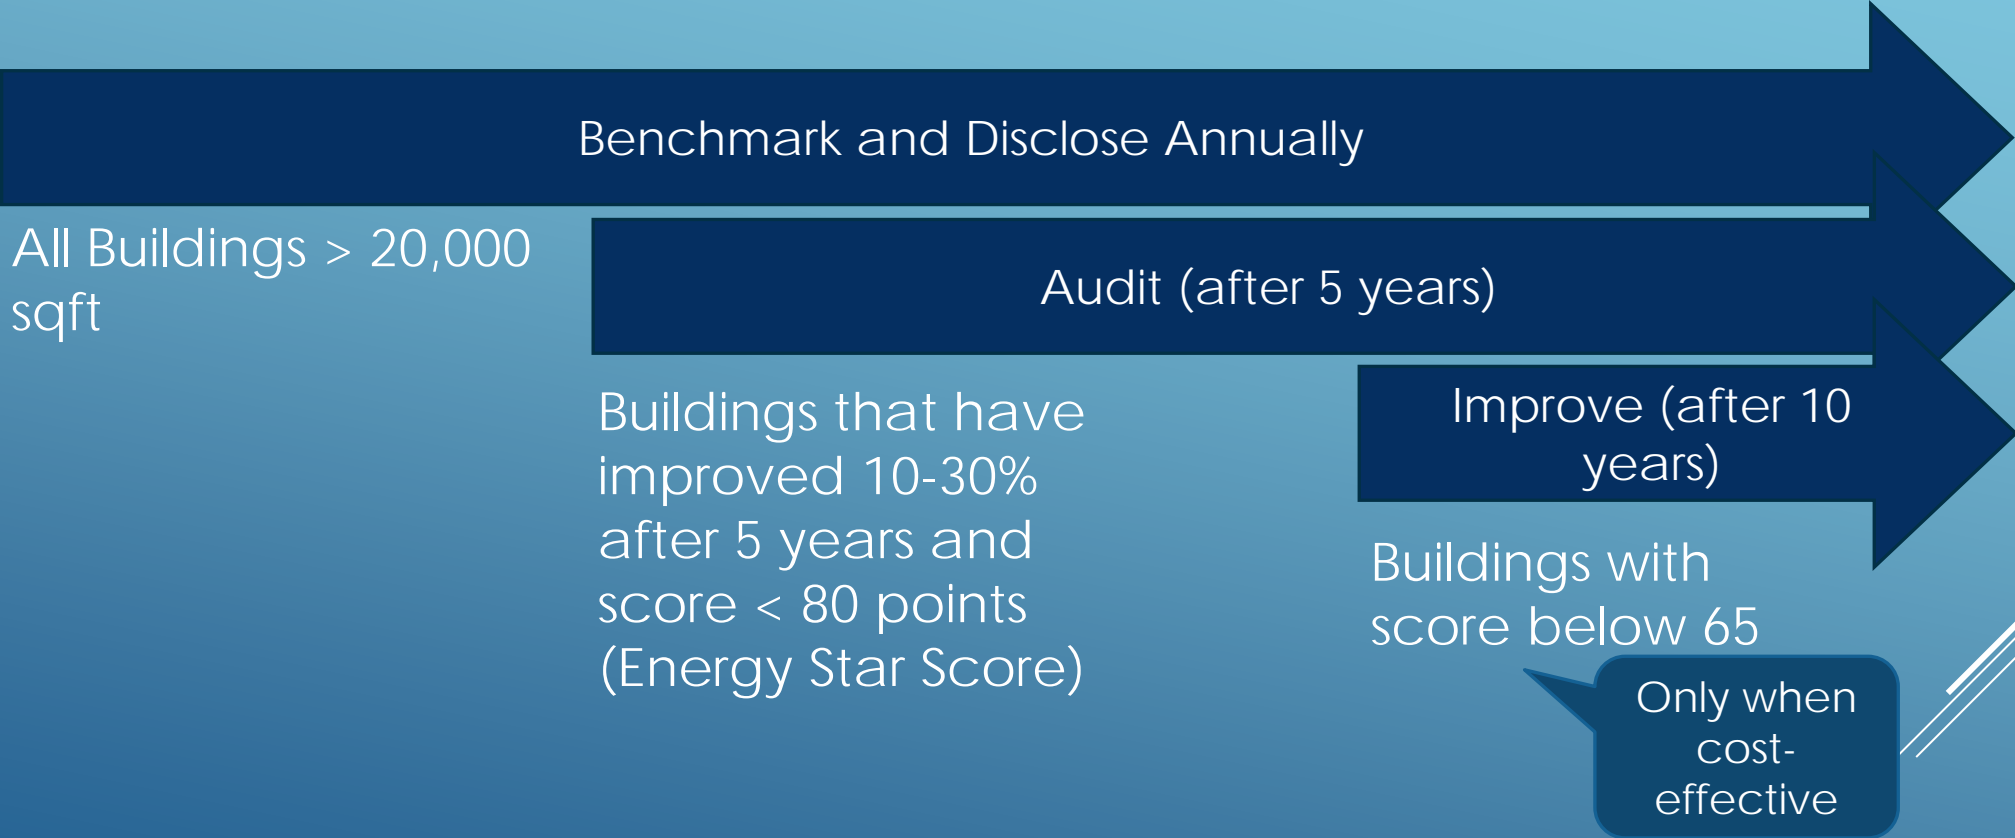 Benchmark and Disclose Annually
All Buildings > 20,000
sqft
Audit (after 5 years)
Buildings that have
improved 10-30%
after 5 years and
score < 80 points
(Energy Star Score)
Improve (after 10
years)
Buildings with
score below 65
Only when
cost-
effective